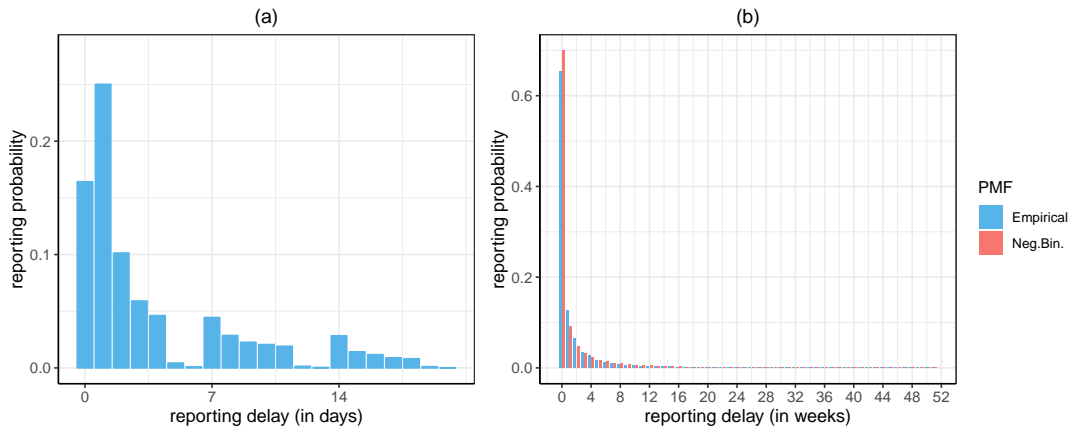 (a)
reporting probability
0.2
0.1
0.0
0 7 14
reporting delay (in days)
(b)
reporting probability
0.6
0.4
0.2
0.0
0 4 8 12 16 20 24 28 32 36 40 44 48 52
reporting delay (in weeks)
PMF
Empirical
Neg.Bin.